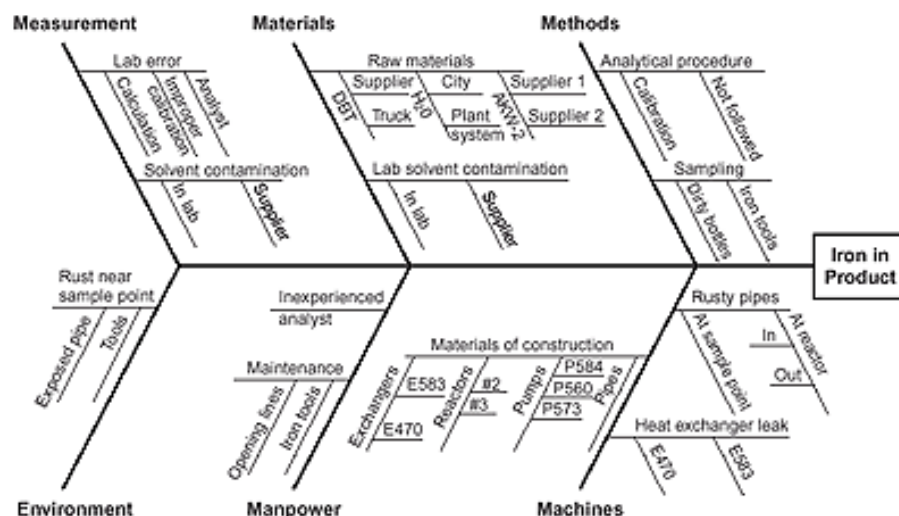 Measurement
Materials
Methods
Lab error
Calculation
Improper
calibration
Analyst
Solvent contamination
In lab
Supplier
Raw materials
DBT
Supplier
Truck
H₂0
City
Plant
system
AKW-2
Supplier 1
Supplier 2
Lab solvent contamination
In lab
Supplier
Analytical procedure
Calibration
Not followed
Sampling
Dirty bottles
Iron tools
Iron in
Product
Rust near
sample point
Exposed pipe
Tools
Inexperienced
analyst
Maintenance
Opening lines
Iron tools
Materials of construction
Exchangers
E583
E470
Reactors
#2
#3
Pumps
P584
P560
P573
Pipes
Rusty pipes
At sample point
At reactor
In
Out
Heat exchanger leak
E470
E583
Environment
Manpower
Machines